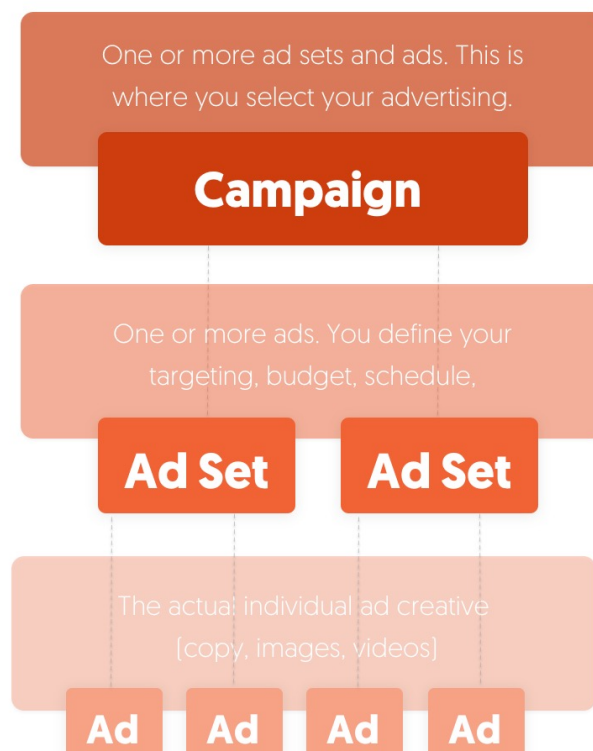 One or more ad sets and ads. This is
where you select your advertising.
Campaign
One or more ads. You define your
targeting, budget, schedule,
Ad Set Ad Set
The actual individual ad creative
(copy, images, videos)
Ad Ad Ad Ad